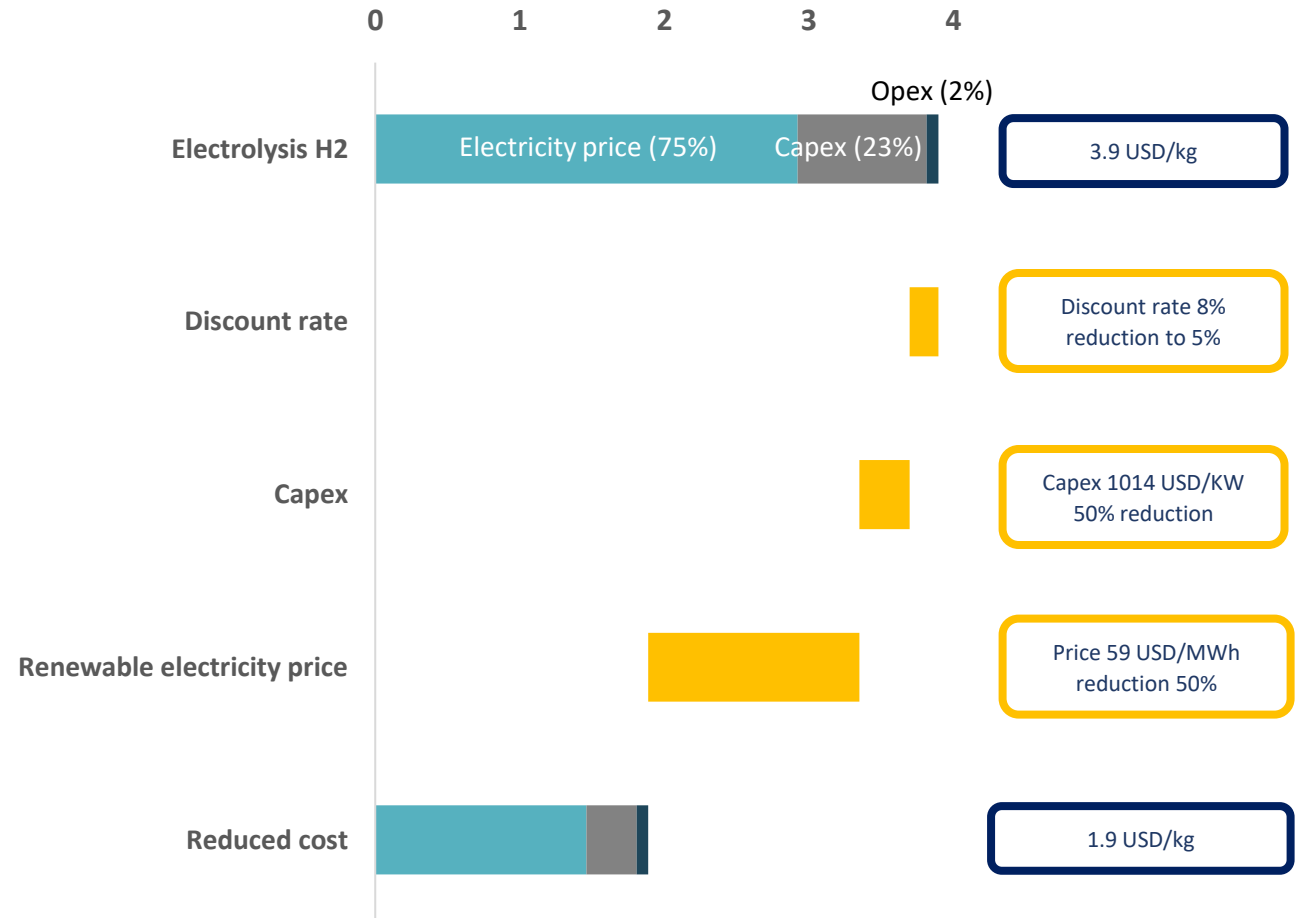 0 1 2 3 4
Opex (2%)
Electrolysis H2
Electricity price (75%)
Capex (23%)
3.9 USD/kg
Discount rate
Discount rate 8%
reduction to 5%
Capex
Capex 1014 USD/KW
50% reduction
Renewable electricity price
Price 59 USD/MWh
reduction 50%
Reduced cost
1.9 USD/kg